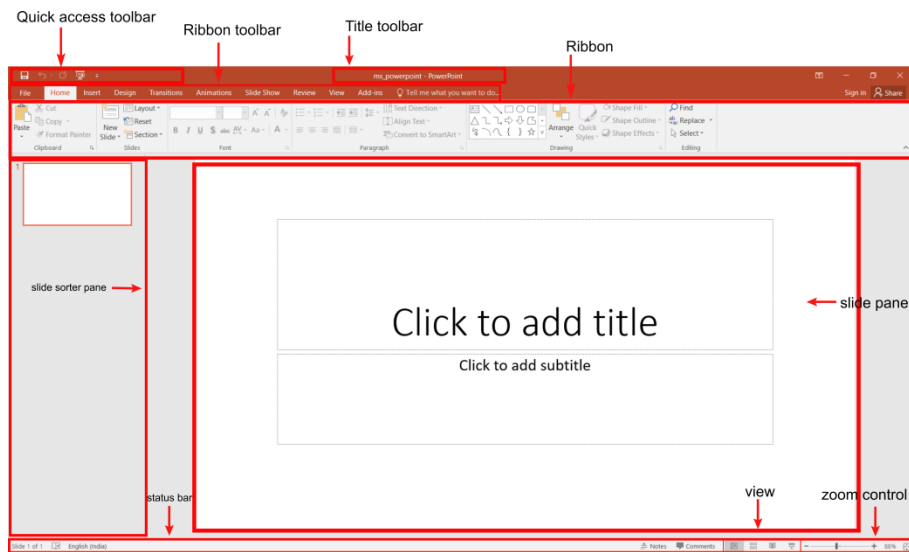 Quick access toolbar
Ribbon toolbar
Title toolbar
Ribbon
ms_powerpoint - PowerPoint
File Home Insert Design Transitions Animations Slide Show Review View Add-ins Tell me what you want to do... Sign in Share
Cut Layout Text Direction Shape Fill Find
Copy Reset Align Text Shape Outline Replace
Paste Format Painter New Slide Section B I U S abc AV Aa A Convert to SmartArt Arrange Quick Styles Shape Effects Select
Clipboard Slides Font Paragraph Drawing Editing
1
slide sorter pane
slide pane
Click to add title
Click to add subtitle
status bar
view
zoom control
Slide 1 of 1 English (India) Notes Comments 88%